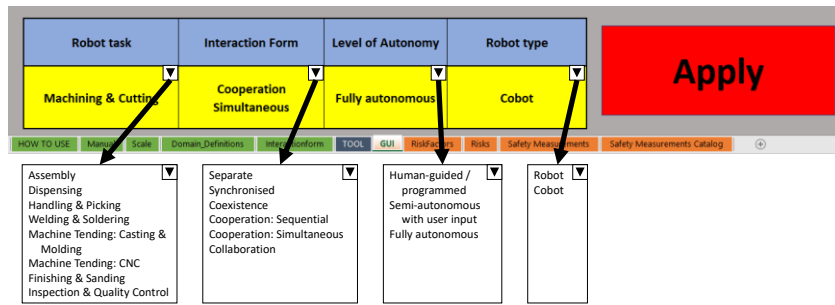 Robot task
Interaction Form
Level of Autonomy
Robot type
Apply
Machining & Cutting
Cooperation
Simultaneous
Fully autonomous
Cobot
HOW TO USE
Manual
Scale
Domain_Definitions
Interactionform
TOOL
GUI
RiskFactors
Risks
Safety Measurements
Safety Measurements Catalog
Assembly
Dispensing
Handling & Picking
Welding & Soldering
Machine Tending: Casting &
Molding
Machine Tending: CNC
Finishing & Sanding
Inspection & Quality Control
Separate
Synchronised
Coexistence
Cooperation: Sequential
Cooperation: Simultaneous
Collaboration
Human-guided /
programmed
Semi-autonomous
with user input
Fully autonomous
Robot
Cobot